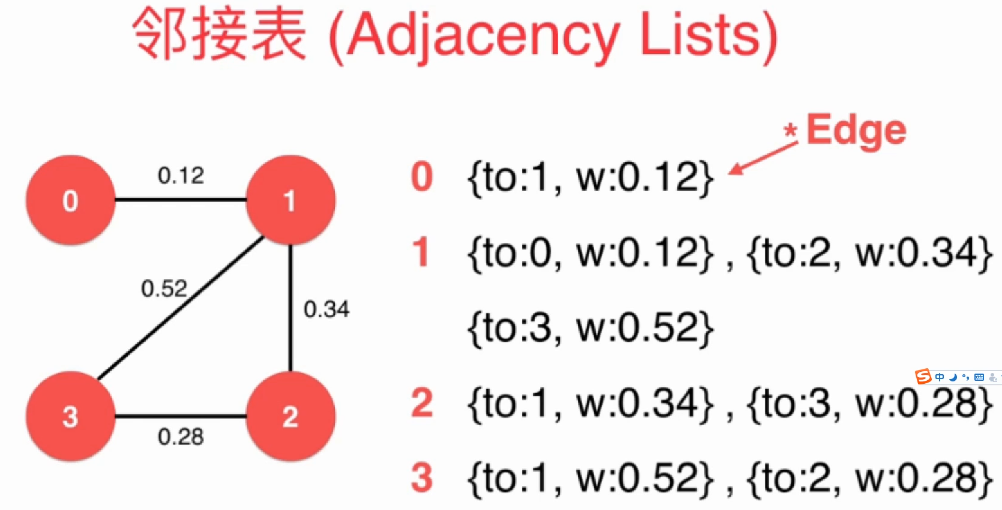 邻接表 (Adjacency Lists)
* Edge
0 {to:1, w:0.12}
1 {to:0, w:0.12} , {to:2, w:0.34}
{to:3, w:0.52}
2 {to:1, w:0.34} , {to:3, w:0.28}
3 {to:1, w:0.52} , {to:2, w:0.28}
0
0.12
1
0.52
0.34
3
0.28
2
S 中